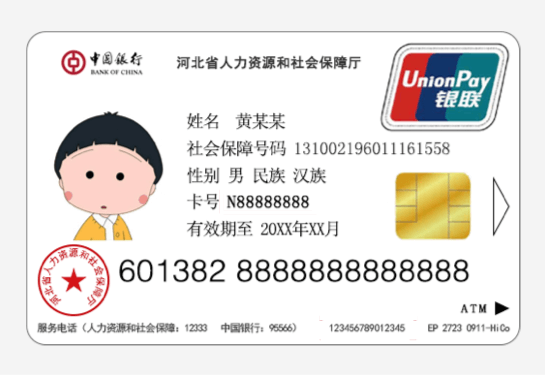 中国银行
BANK OF CHINA
河北省人力资源和社会保障厅
UnionPay
银联
姓名 黄某某
社会保障号码 131002196011161558
性别 男 民族 汉族
卡号 N88888888
有效期至 20XX年XX月
河北省人力资源和社会保障厅
601382 8888888888888
ATM
服务电话（人力资源和社会保障：12333 中国银行：95566） 123456789012345 EP 2723 0911-HiCo